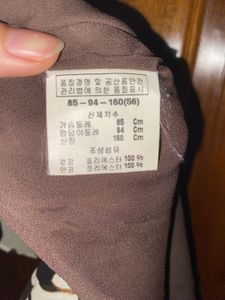 품질경영 및 공산품안전
관리법에 의한 품질표시
85-94-160(56)
신체치수
가슴둘레 85 Cm
엉덩이둘레 94 Cm
신장 160 Cm
조성섬유
겉감 폴리에스터 100 %
안감 폴리에스터 100 %